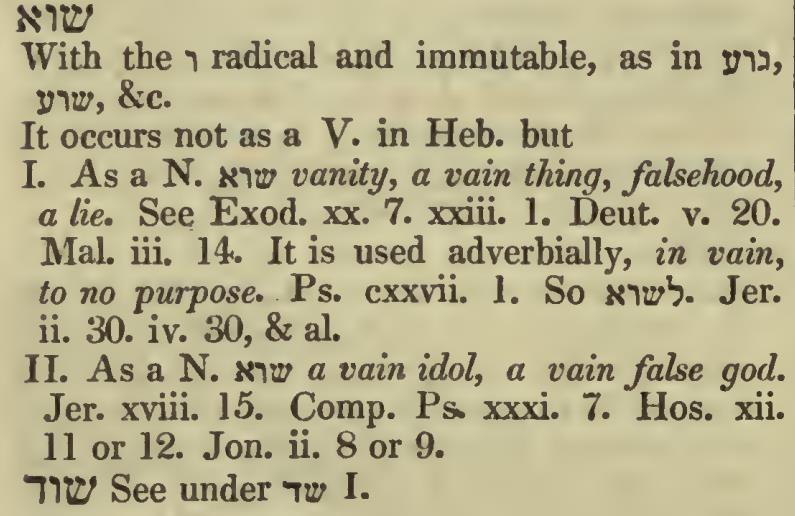 שוא
With the ו radical and immutable, as in גוע,
שוע, &c.
It occurs not as a V. in Heb. but
I. As a N. שוא vanity, a vain thing, falsehood,
a lie. See Exod. xx. 7. xxiii. 1. Deut. v. 20.
Mal. iii. 14. It is used adverbially, in vain,
to no purpose. Ps. cxxvii. 1. So לשוא. Jer.
ii. 30. iv. 30, & al.
II. As a N. שוא a vain idol, a vain false god.
Jer. xviii. 15. Comp. Ps. xxxi. 7. Hos. xii.
11 or 12. Jon. ii. 8 or 9.
שוד See under שד I.